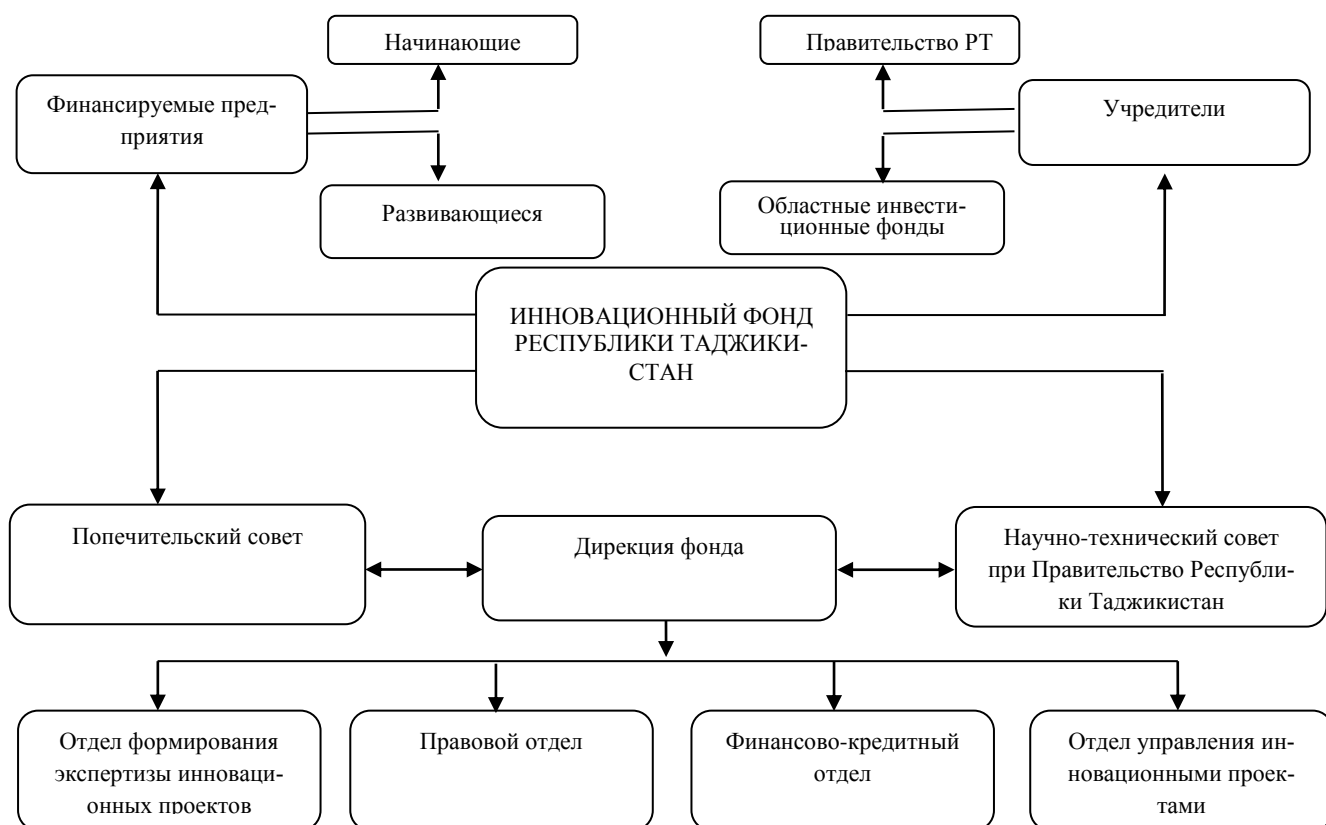 Начинающие
Правительство РТ
Финансируемые пред-
приятия
Учредители
Развивающиеся
Областные инвести-
ционные фонды
ИННОВАЦИОННЫЙ ФОНД
РЕСПУБЛИКИ ТАДЖИКИ-
СТАН
Попечительский совет
Дирекция фонда
Научно-технический совет
при Правительство Республи-
ки Таджикистан
Отдел формирования
экспертизы инноваци-
онных проектов
Правовой отдел
Финансово-кредитный
отдел
Отдел управления ин-
новационными проек-
тами